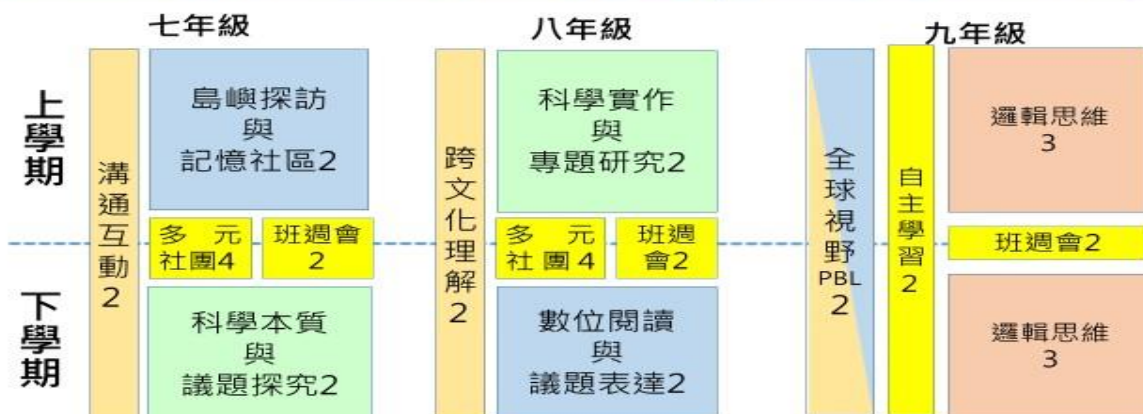 七年級
八年級
九年級
上學期
下學期
溝通互動2
島嶼探訪
與
記憶社區2
多 元
社團4
班週會
2
科學本質
與
議題探究2
跨文化理解2
科學實作
與
專題研究2
多 元
社團4
班週
會2
數位閱讀
與
議題表達2
全球視野PBL2
自主學習2
邏輯思維
3
班週會2
邏輯思維
3